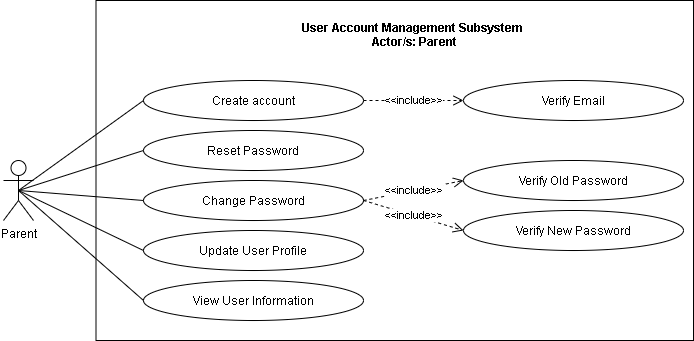 User Account Management Subsystem
Actor/s: Parent
Create account
<<include>>
Verify Email
Reset Password
Change Password
<<include>>
Verify Old Password
<<include>>
Verify New Password
Parent
Update User Profile
View User Information